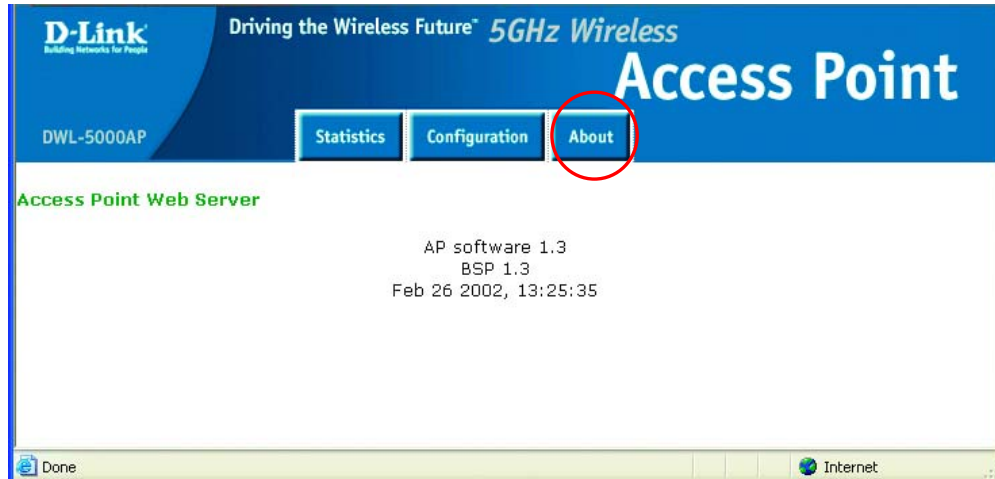 D-Link
Building Networks for People
Driving the Wireless Future™ 5GHz Wireless
Access Point
DWL-5000AP
Statistics
Configuration
About
Access Point Web Server
AP software 1.3
BSP 1.3
Feb 26 2002, 13:25:35
Done
Internet